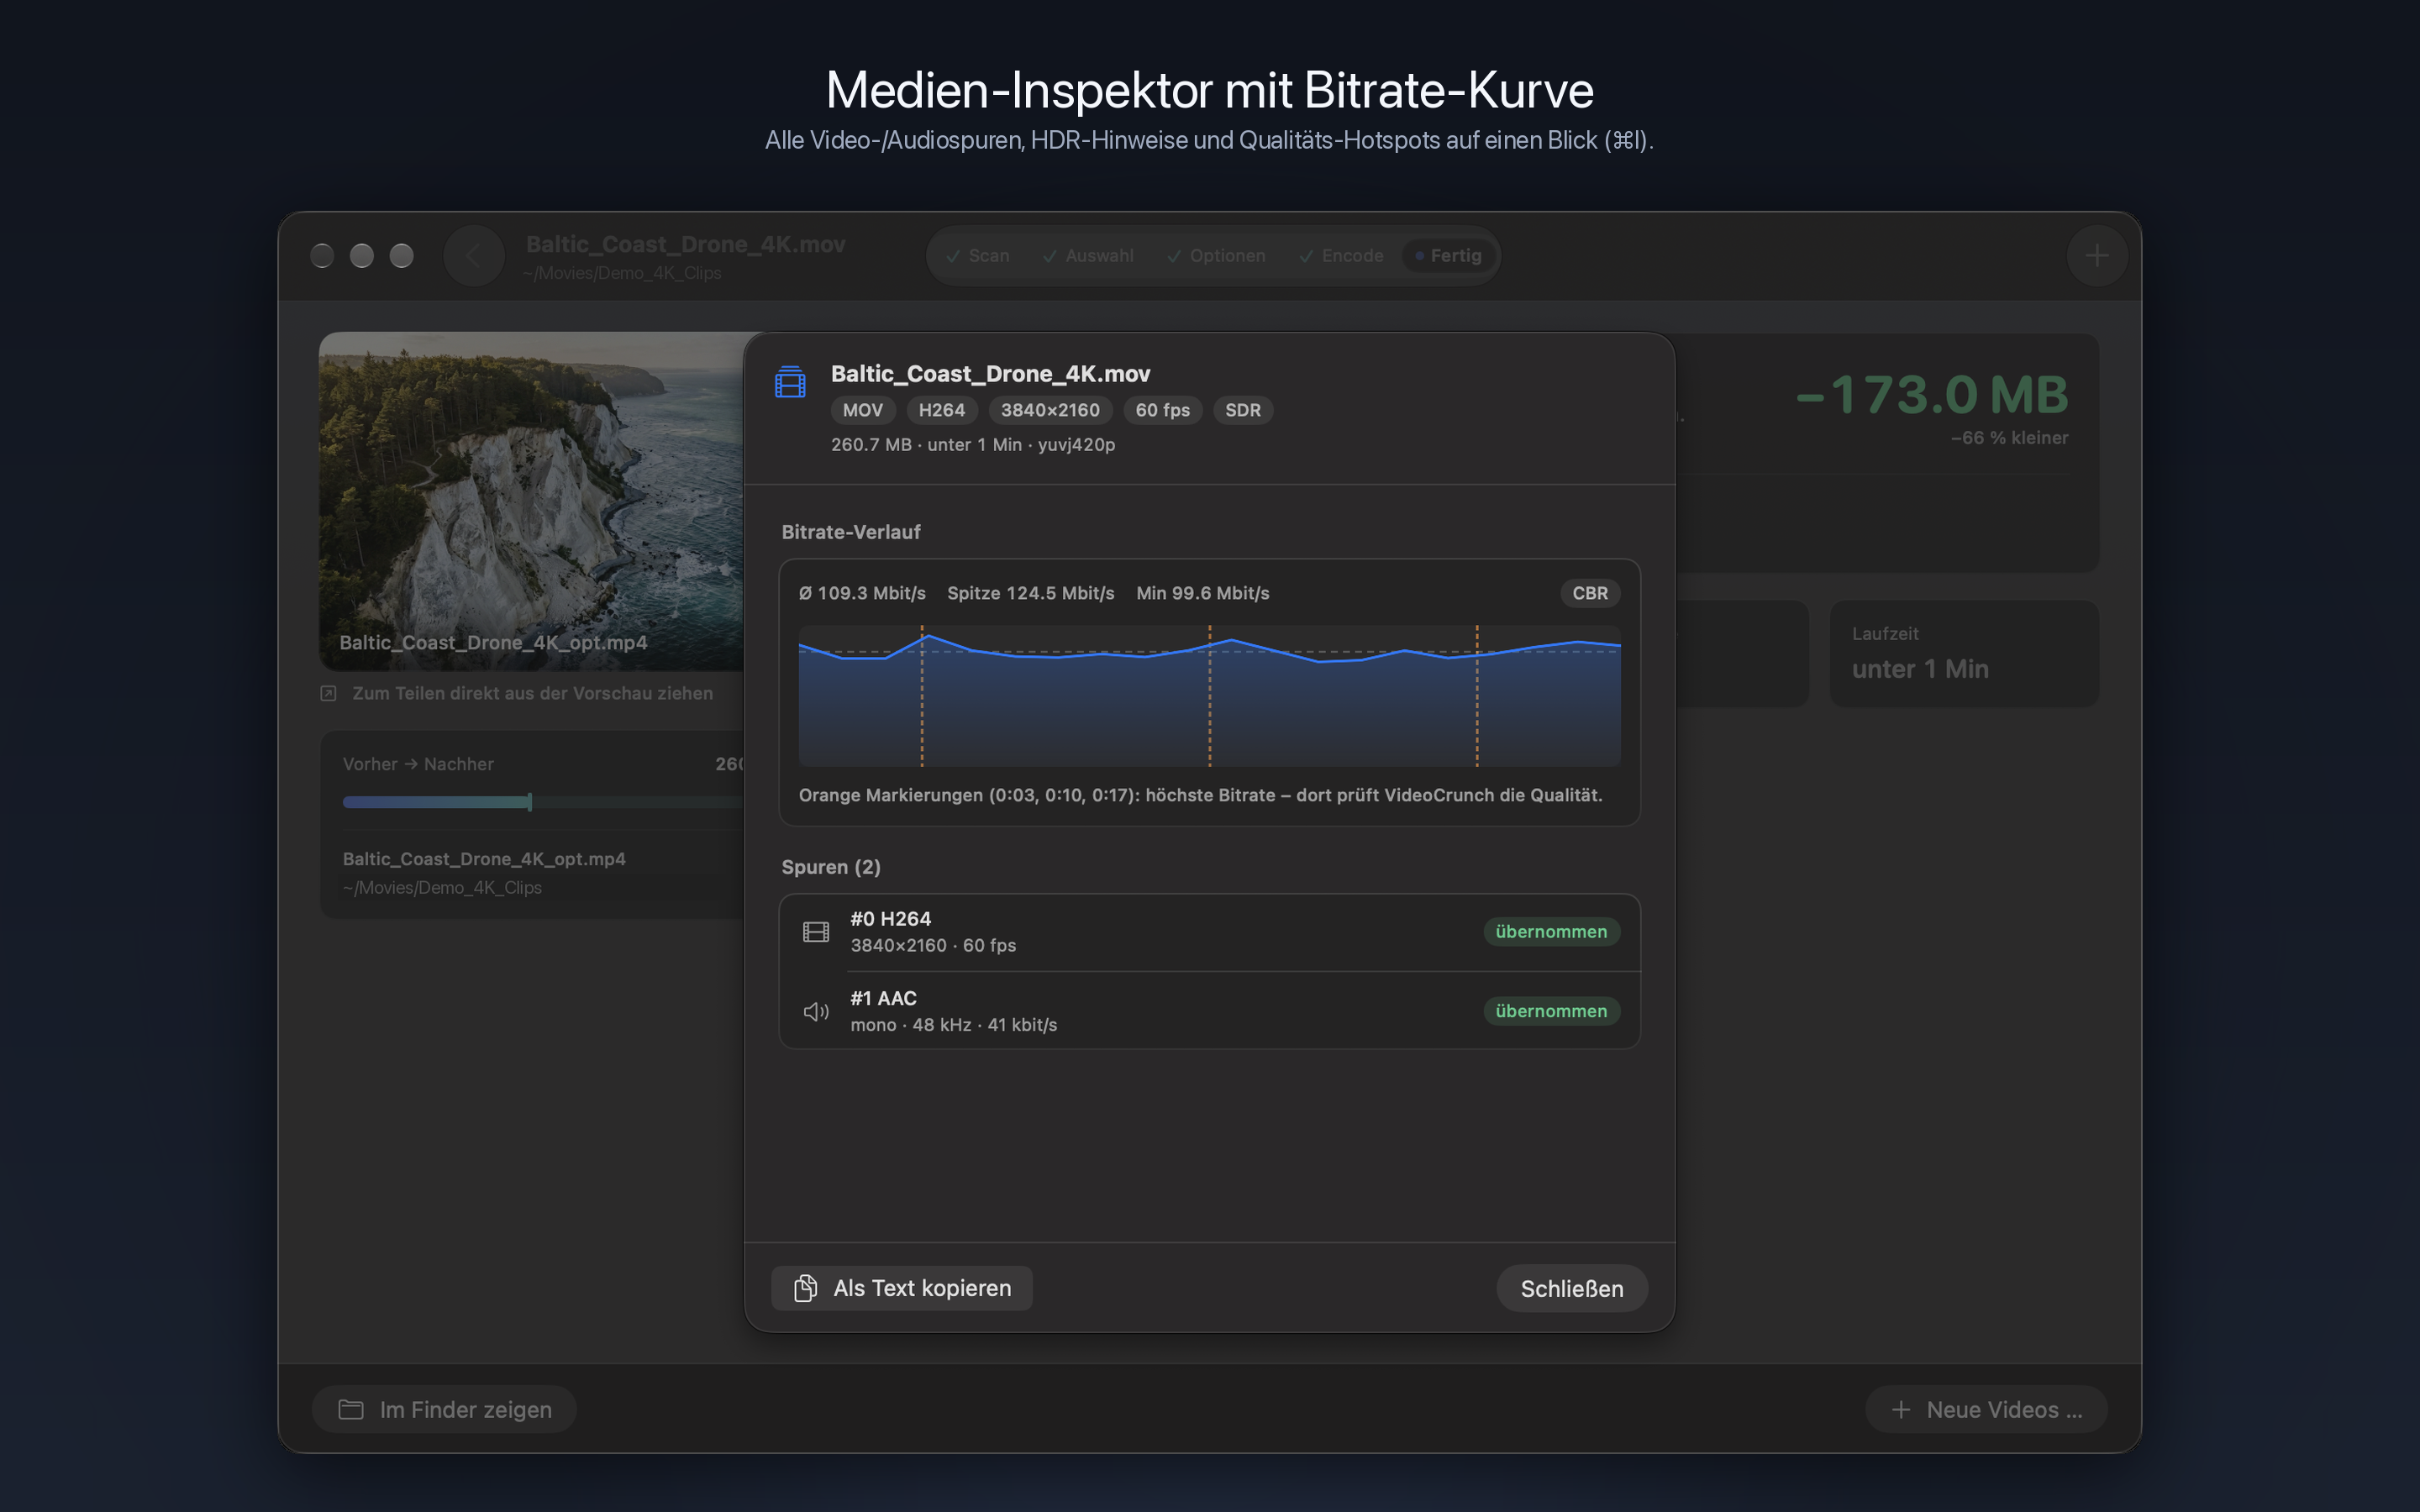 Medien-Inspektor mit Bitrate-Kurve
Alle Video-/Audiospuren, HDR-Hinweise und Qualitäts-Hotspots auf einen Blick (⌘I).
Baltic_Coast_Drone_4K.mov
~/Movies/Demo_4K_Clips
Scan
Auswahl
Optionen
Encode
Fertig
Baltic_Coast_Drone_4K_opt.mp4
Zum Teilen direkt aus der Vorschau ziehen
Vorher → Nachher
260
Baltic_Coast_Drone_4K_opt.mp4
~/Movies/Demo_4K_Clips
Baltic_Coast_Drone_4K.mov
MOV H264 3840×2160 60 fps SDR
260.7 MB · unter 1 Min · yuvj420p
Bitrate-Verlauf
Ø 109.3 Mbit/s Spitze 124.5 Mbit/s Min 99.6 Mbit/s CBR
Orange Markierungen (0:03, 0:10, 0:17): höchste Bitrate – dort prüft VideoCrunch die Qualität.
Spuren (2)
#0 H264
3840×2160 · 60 fps
übernommen
#1 AAC
mono · 48 kHz · 41 kbit/s
übernommen
Als Text kopieren
Schließen
−173.0 MB
−66 % kleiner
Laufzeit
unter 1 Min
Im Finder zeigen
Neue Videos ...